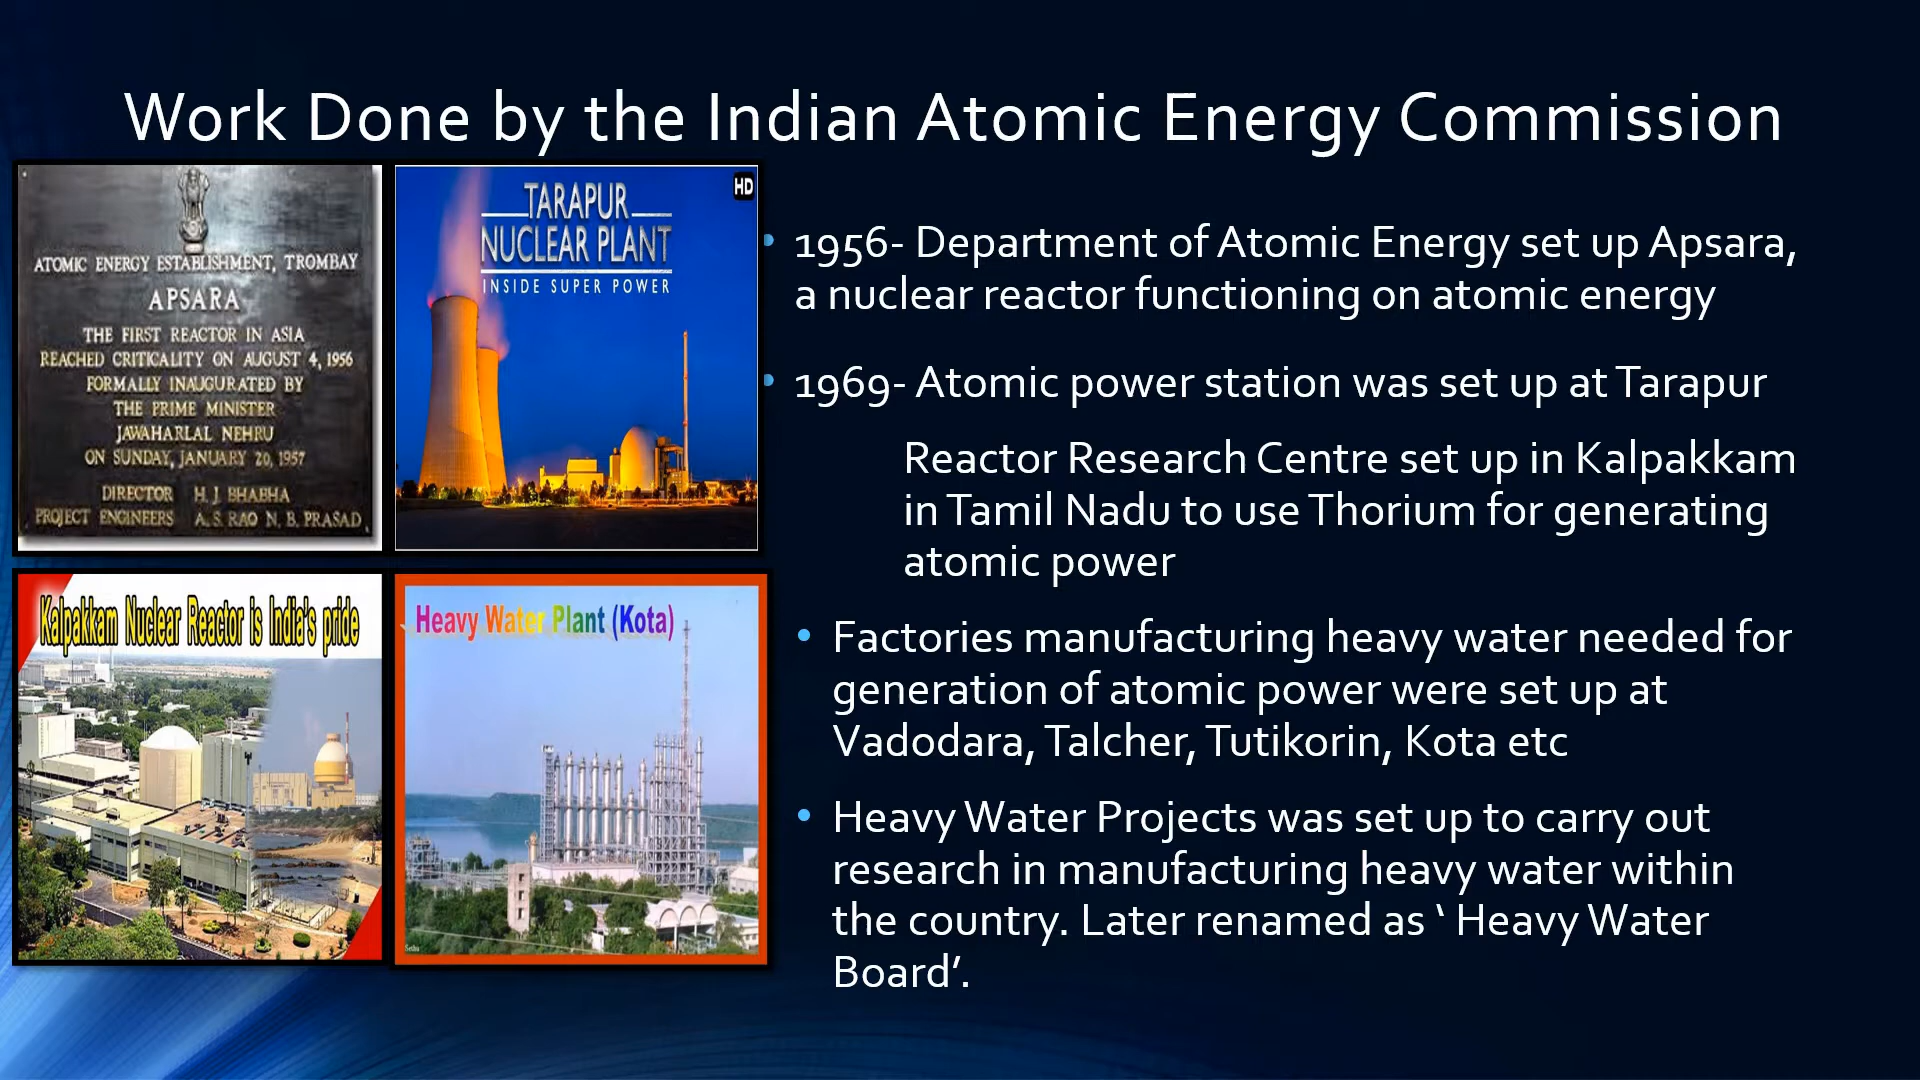 Work Done by the Indian Atomic Energy Commission
ATOMIC ENERGY ESTABLISHMENT, TROMBAY
APSARA
THE FIRST REACTOR IN ASIA
REACHED CRITICALITY ON AUGUST 4, 1956
FORMALLY INAUGURATED BY
THE PRIME MINISTER
JAWAHARLAL NEHRU
ON SUNDAY, JANUARY 20, 1957
DIRECTOR H. J. BHABHA
PROJECT ENGINEERS A. S. RAO N. B. PRASAD
HD
TARAPUR
NUCLEAR PLANT
INSIDE SUPER POWER
Kalpakkam Nuclear Reactor is India's pride
Heavy Water Plant (Kota)
• 1956- Department of Atomic Energy set up Apsara,
a nuclear reactor functioning on atomic energy
• 1969- Atomic power station was set up at Tarapur
Reactor Research Centre set up in Kalpakkam
in Tamil Nadu to use Thorium for generating
atomic power
• Factories manufacturing heavy water needed for
generation of atomic power were set up at
Vadodara, Talcher, Tutikorin, Kota etc
• Heavy Water Projects was set up to carry out
research in manufacturing heavy water within
the country. Later renamed as ‘ Heavy Water
Board’.